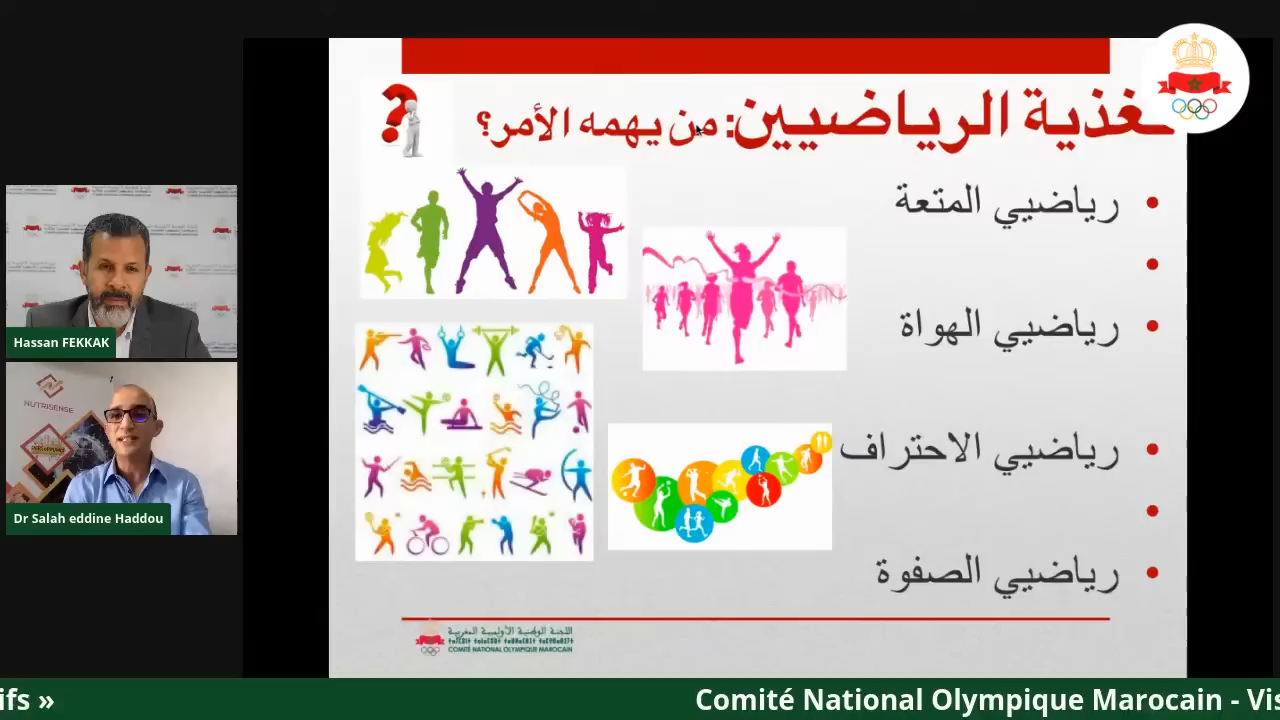 تغذية الرياضيين: من يهمه الأمر؟
رياضيي المتعة
رياضيي الهواة
رياضيي الاحتراف
رياضيي الصفوة
Hassan FEKKAK
NUTRISENSE
Dr Salah eddine Haddou
اللجنة الوطنية الأولمبية المغربية
COMITÉ NATIONAL OLYMPIQUE MAROCAIN
ifs »
Comité National Olympique Marocain - Vis